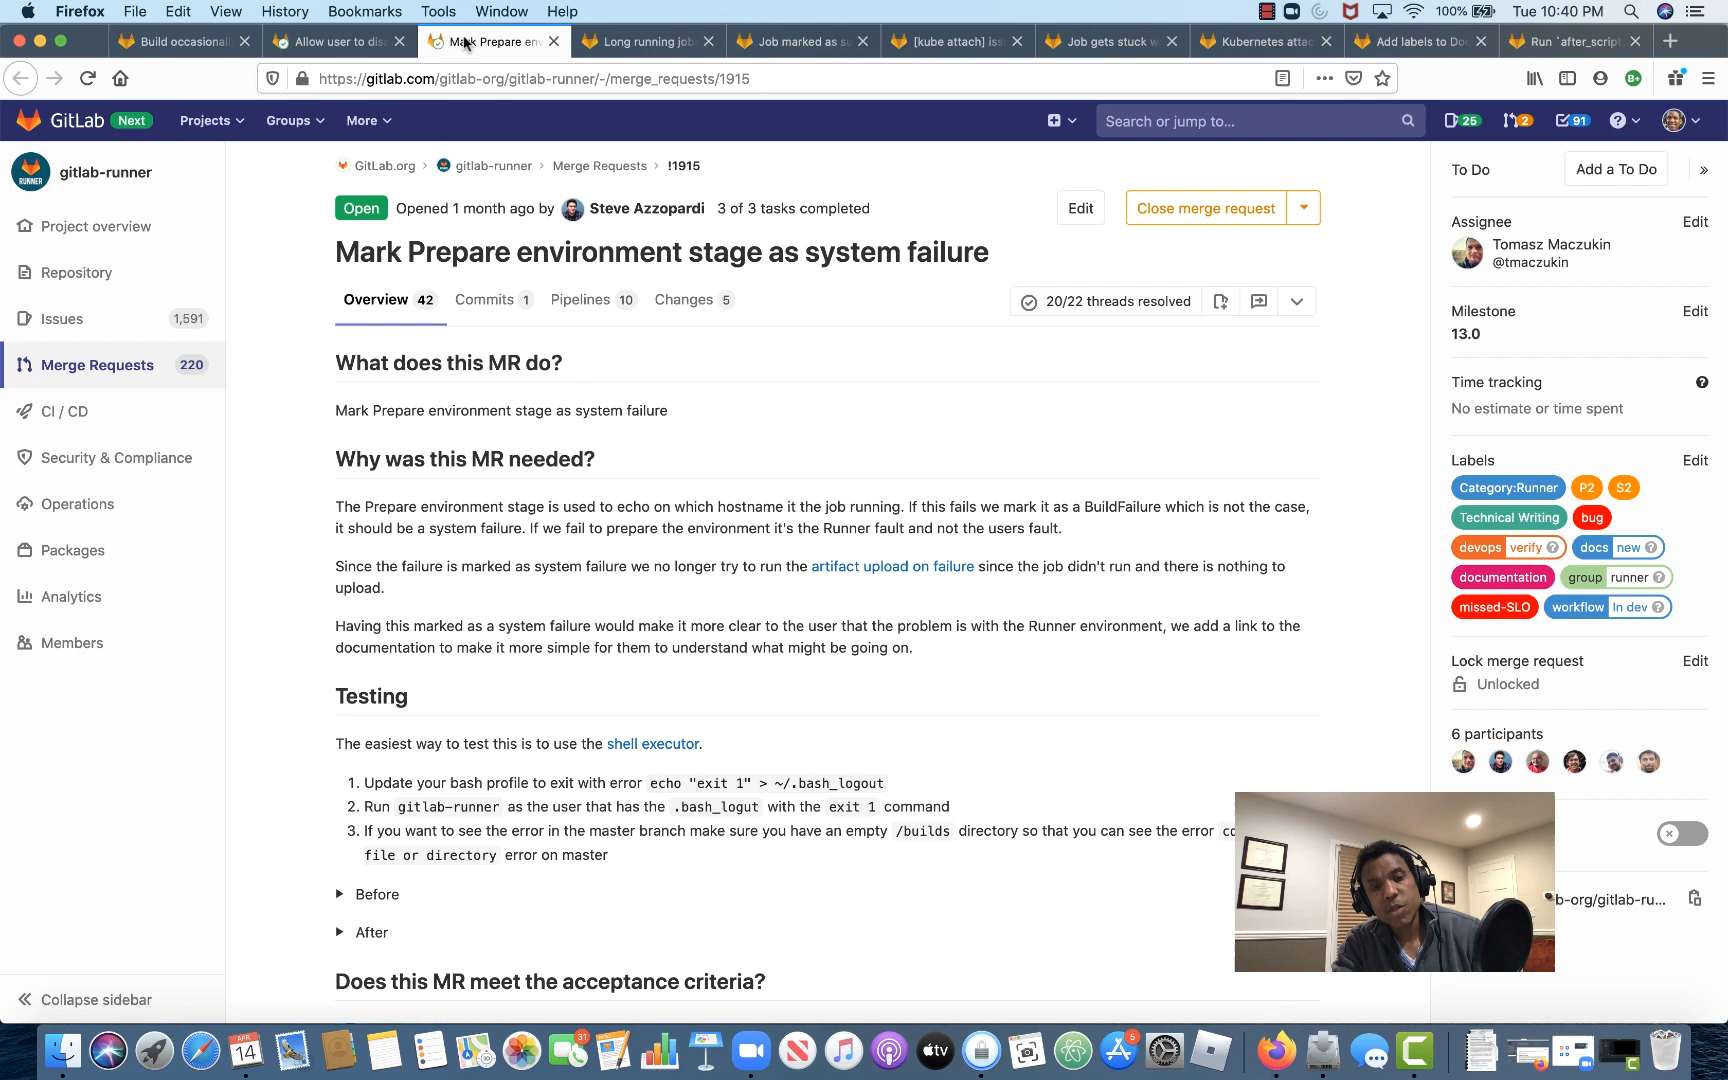 Firefox File Edit View History Bookmarks Tools Window Help 100% Tue 10:40 PM
Build occasional Allow user to dis Mark Prepare en Long running job Job marked as su [kube attach] iss Job gets stuck w Kubernetes attac Add labels to Do Run `after_script
https://gitlab.com/gitlab-org/gitlab-runner/-/merge_requests/1915
GitLab Next Projects Groups More Search or jump to... 25 2 91
RUNNER gitlab-runner
Project overview
Repository
Issues 1,591
Merge Requests 220
CI / CD
Security & Compliance
Operations
Packages
Analytics
Members
Collapse sidebar
GitLab.org > gitlab-runner > Merge Requests > !1915
Open Opened 1 month ago by Steve Azzopardi 3 of 3 tasks completed Edit Close merge request
Mark Prepare environment stage as system failure
Overview 42 Commits 1 Pipelines 10 Changes 5 20/22 threads resolved
What does this MR do?
Mark Prepare environment stage as system failure
Why was this MR needed?
The Prepare environment stage is used to echo on which hostname it the job running. If this fails we mark it as a BuildFailure which is not the case,
it should be a system failure. If we fail to prepare the environment it's the Runner fault and not the users fault.
Since the failure is marked as system failure we no longer try to run the artifact upload on failure since the job didn't run and there is nothing to
upload.
Having this marked as a system failure would make it more clear to the user that the problem is with the Runner environment, we add a link to the
documentation to make it more simple for them to understand what might be going on.
Testing
The easiest way to test this is to use the shell executor.
1. Update your bash profile to exit with error echo "exit 1" > ~/.bash_logout
2. Run gitlab-runner as the user that has the .bash_logut with the exit 1 command
3. If you want to see the error in the master branch make sure you have an empty /builds directory so that you can see the error co
file or directory error on master
Before
After
Does this MR meet the acceptance criteria?
To Do Add a To Do
Assignee Edit
Tomasz Maczukin
@tmaczukin
Milestone Edit
13.0
Time tracking
No estimate or time spent
Labels Edit
Category:Runner P2 S2
Technical Writing bug
devops verify docs new
documentation group runner
missed-SLO workflow In dev
Lock merge request Edit
Unlocked
6 participants
b-org/gitlab-ru...
APR
14
31
tv
5